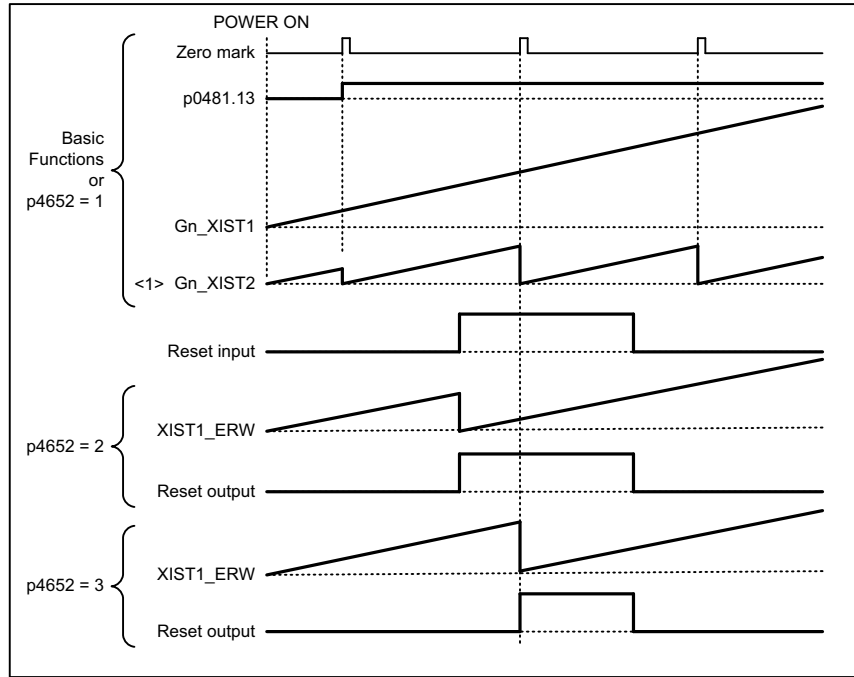 POWER ON
Zero mark
p0481.13
Basic
Functions
or
p4652 = 1
Gn_XIST1
<1> Gn_XIST2
Reset input
p4652 = 2
XIST1_ERW
Reset output
p4652 = 3
XIST1_ERW
Reset output